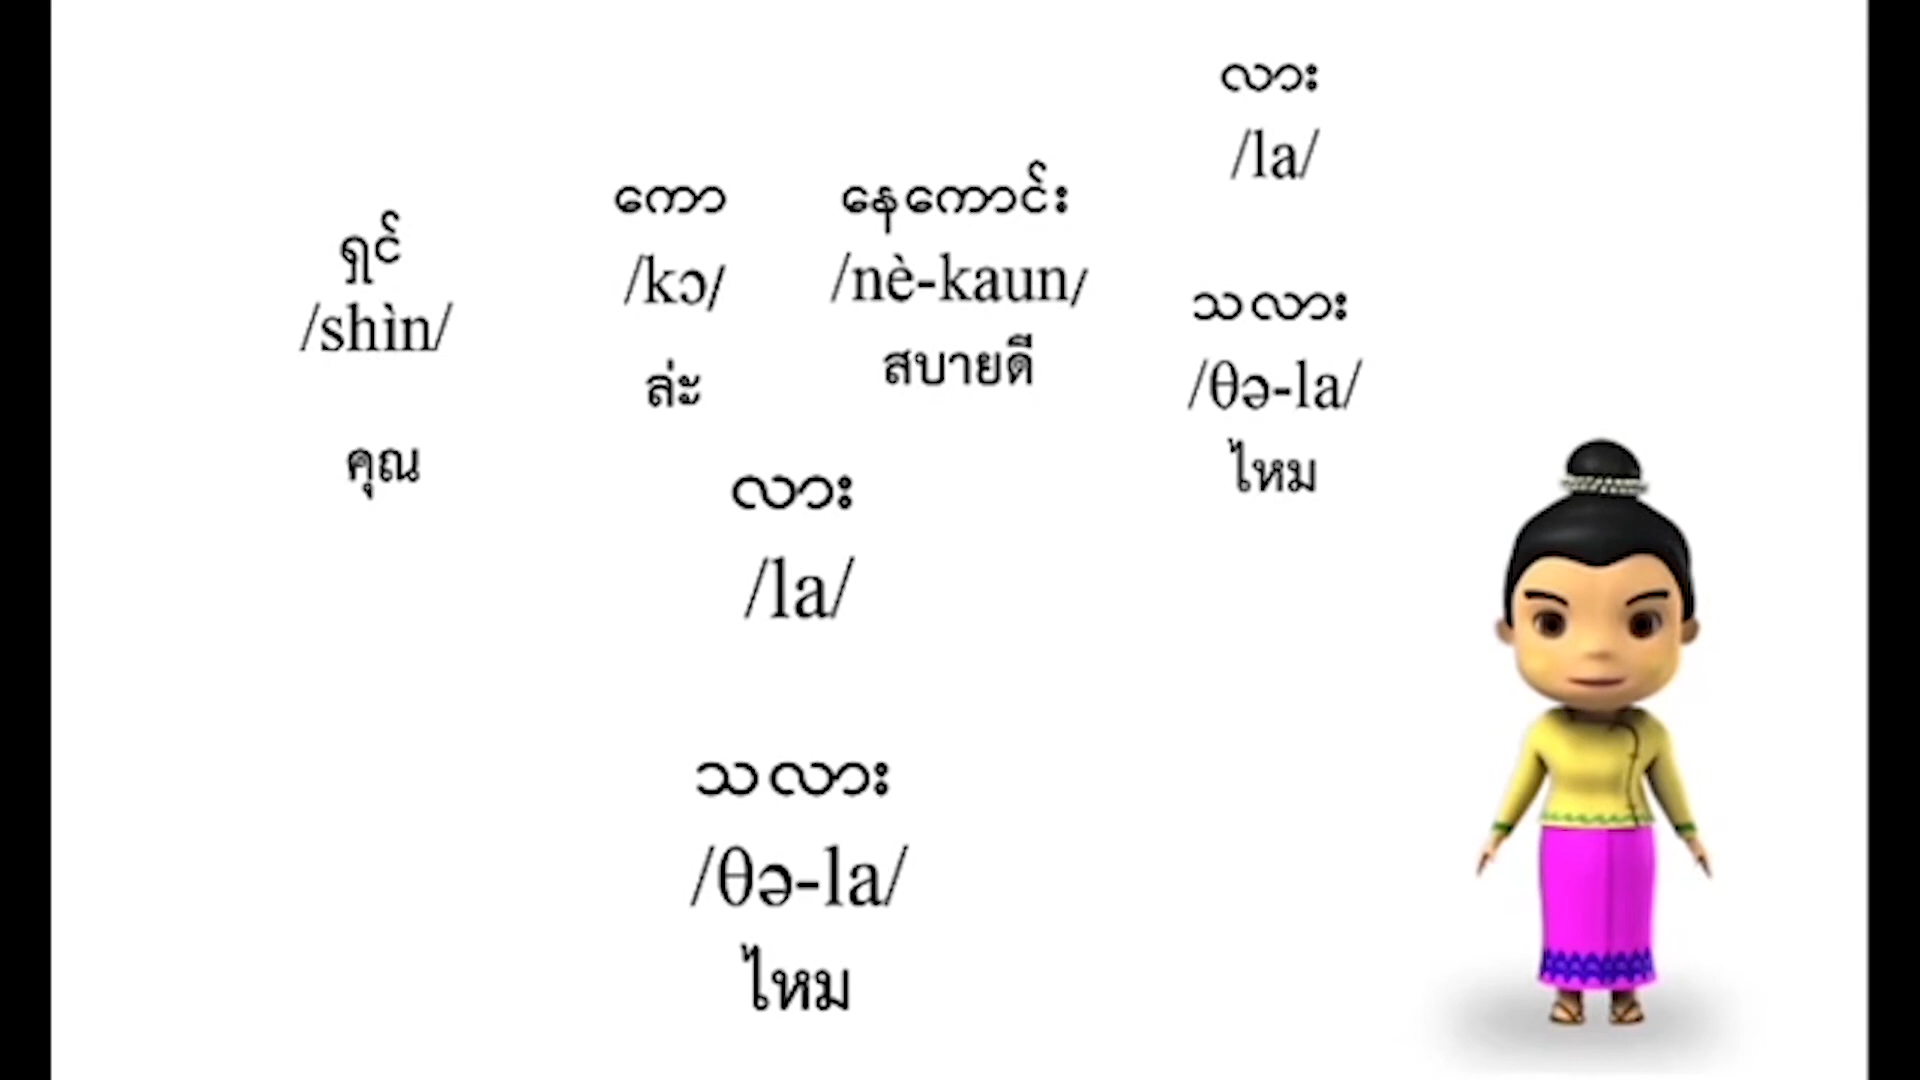 ရှင်
/shìn/
คุณ
ကော
/kɔ/
ล่ะ
နေကောင်း
/nè-kaun/
สบายดี
လား
/la/
သလား
/θə-la/
ไหม
လား
/la/
သလား
/θə-la/
ไหม